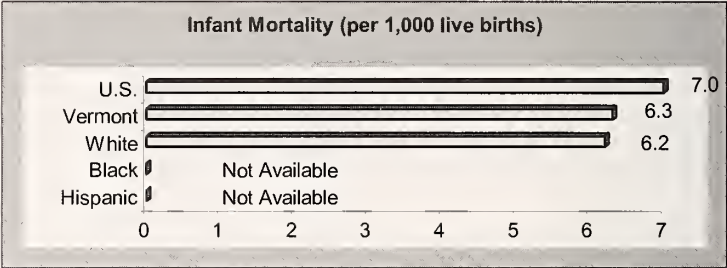 Infant Mortality (per 1,000 live births)
U.S. 7.0
Vermont 6.3
White 6.2
Black Not Available
Hispanic Not Available
0 1 2 3 4 5 6 7